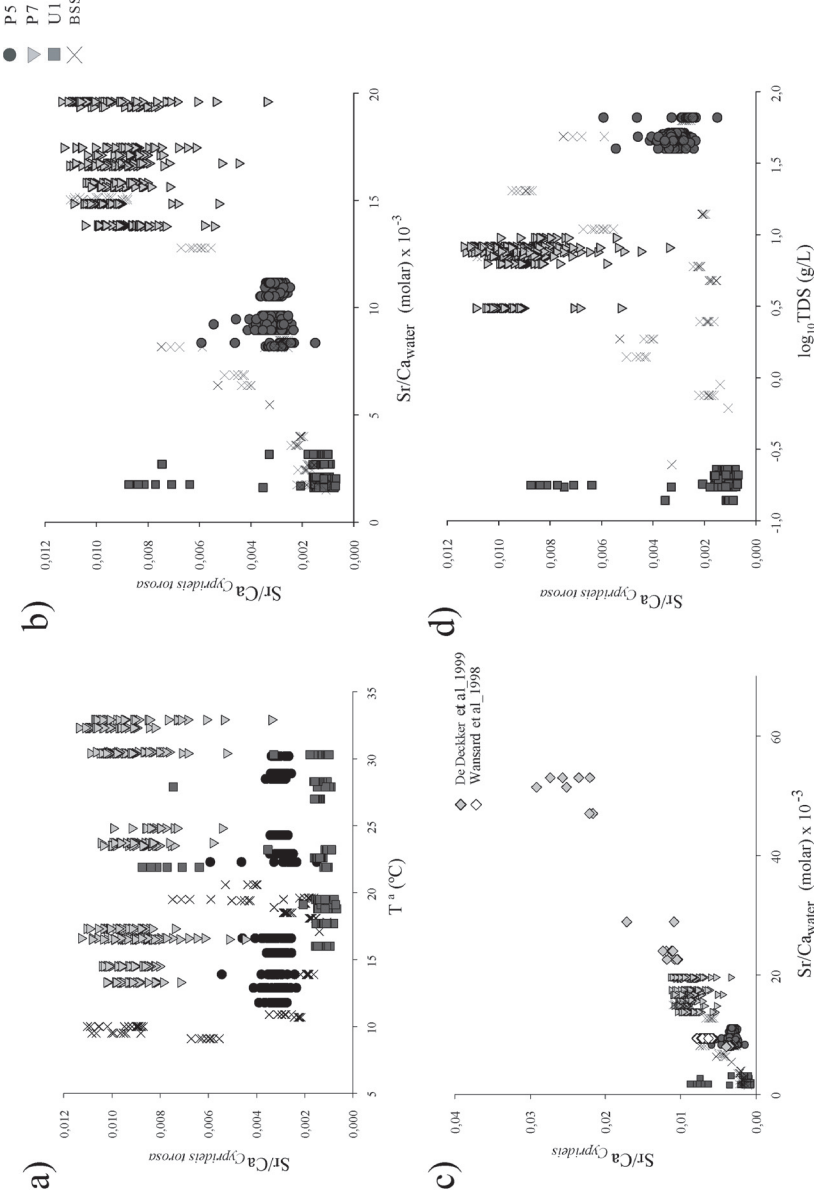 a)
Sr/Ca Cyprideis torosa
0,012
0,010
0,008
0,006
0,004
0,002
0,000
5
10
15
20
25
30
35
T ª (ºC)
b)
Sr/Ca Cyprideis torosa
0,012
0,010
0,008
0,006
0,004
0,002
0,000
0
5
10
15
20
Sr/Ca water (molar) x 10-3
P5
P7
U1
BSS
c)
Sr/Ca Cyprideis
0,04
0,03
0,02
0,01
0,00
0
20
40
60
Sr/Ca water (molar) x 10-3
De Deckker et al_1999
Wansard et al_1998
d)
Sr/Ca Cyprideis torosa
0,012
0,010
0,008
0,006
0,004
0,002
0,000
-1,0
-0,5
0,0
0,5
1,0
1,5
2,0
log10TDS (g/L)